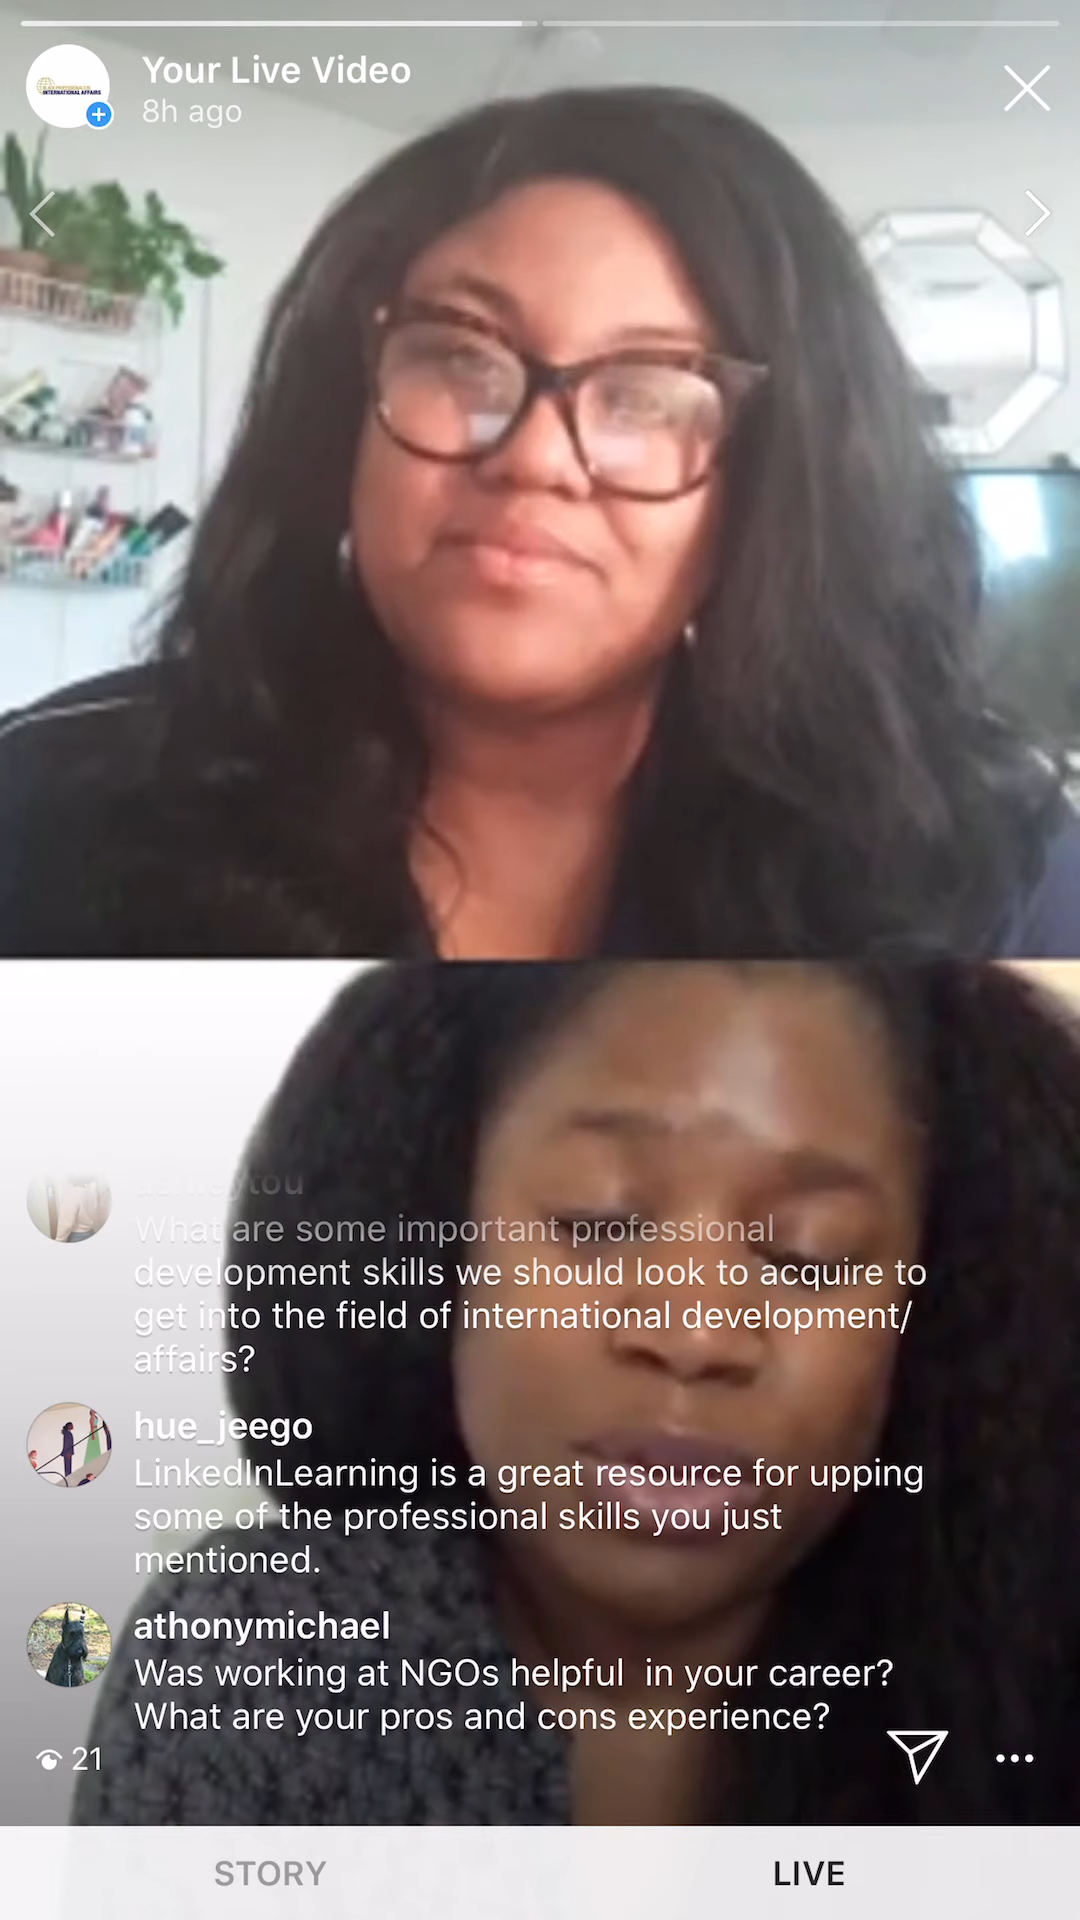 Your Live Video
8h ago
INTERNATIONAL AFFAIRS
What are some important professional
development skills we should look to acquire to
get into the field of international development/
affairs?
hue_jeego
LinkedInLearning is a great resource for upping
some of the professional skills you just
mentioned.
athonymichael
Was working at NGOs helpful in your career?
What are your pros and cons experience?
21
STORY
LIVE